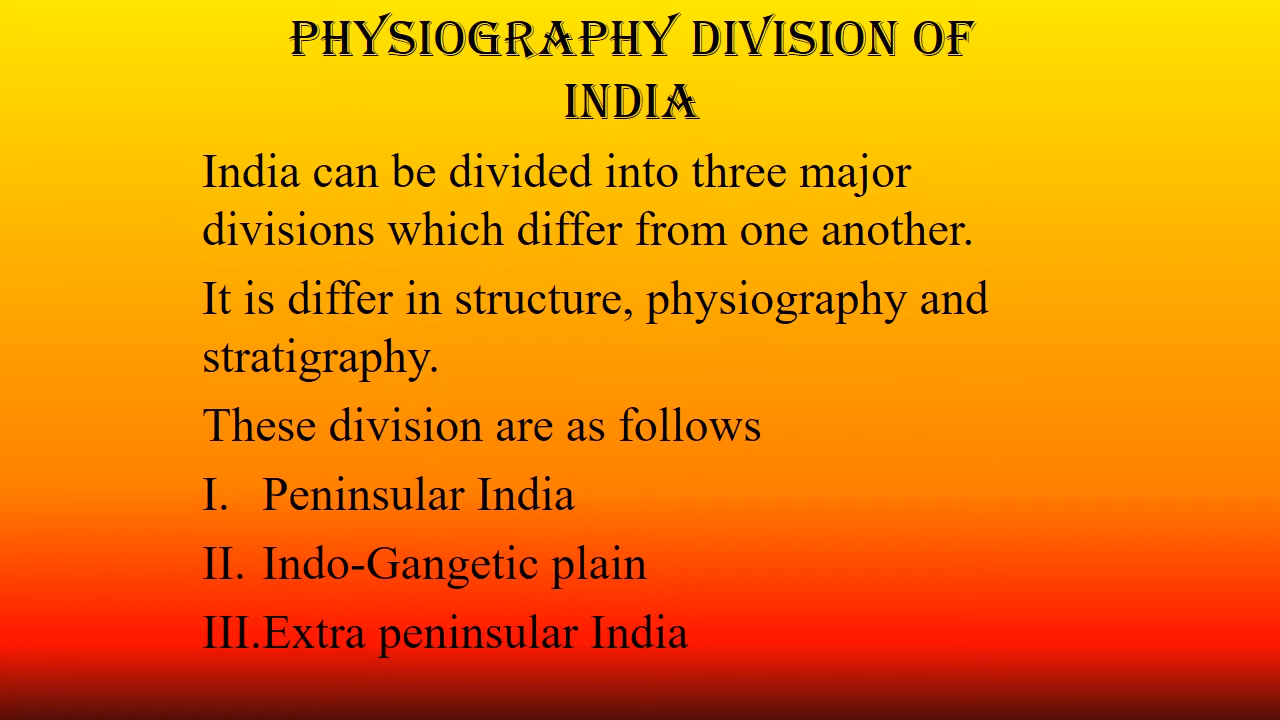 PHYSIOGRAPHY DIVISION OF
INDIA
India can be divided into three major
divisions which differ from one another.
It is differ in structure, physiography and
stratigraphy.
These division are as follows
I. Peninsular India
II. Indo-Gangetic plain
III.Extra peninsular India